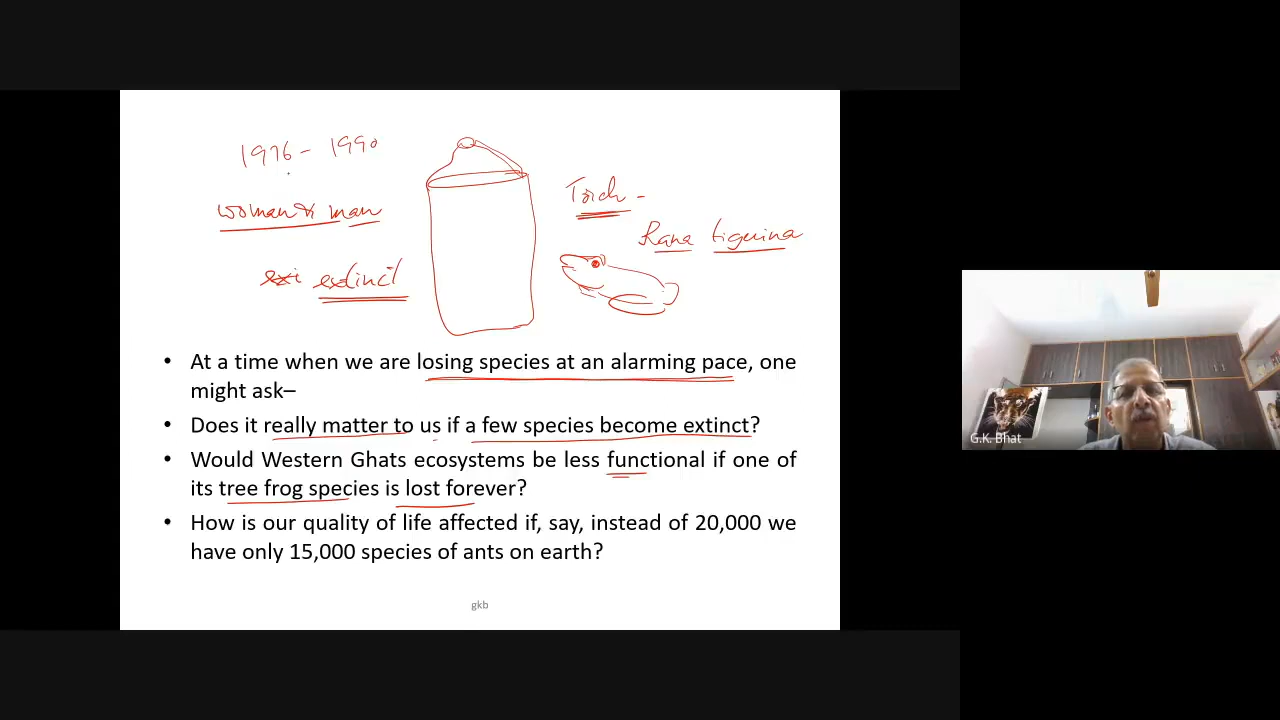 1976 - 1990
woman & man
exi extinct
Torch -
Rana tiguina
• At a time when we are losing species at an alarming pace, one
might ask–
• Does it really matter to us if a few species become extinct?
• Would Western Ghats ecosystems be less functional if one of
its tree frog species is lost forever?
• How is our quality of life affected if, say, instead of 20,000 we
have only 15,000 species of ants on earth?
gkb
G.K. Bhat